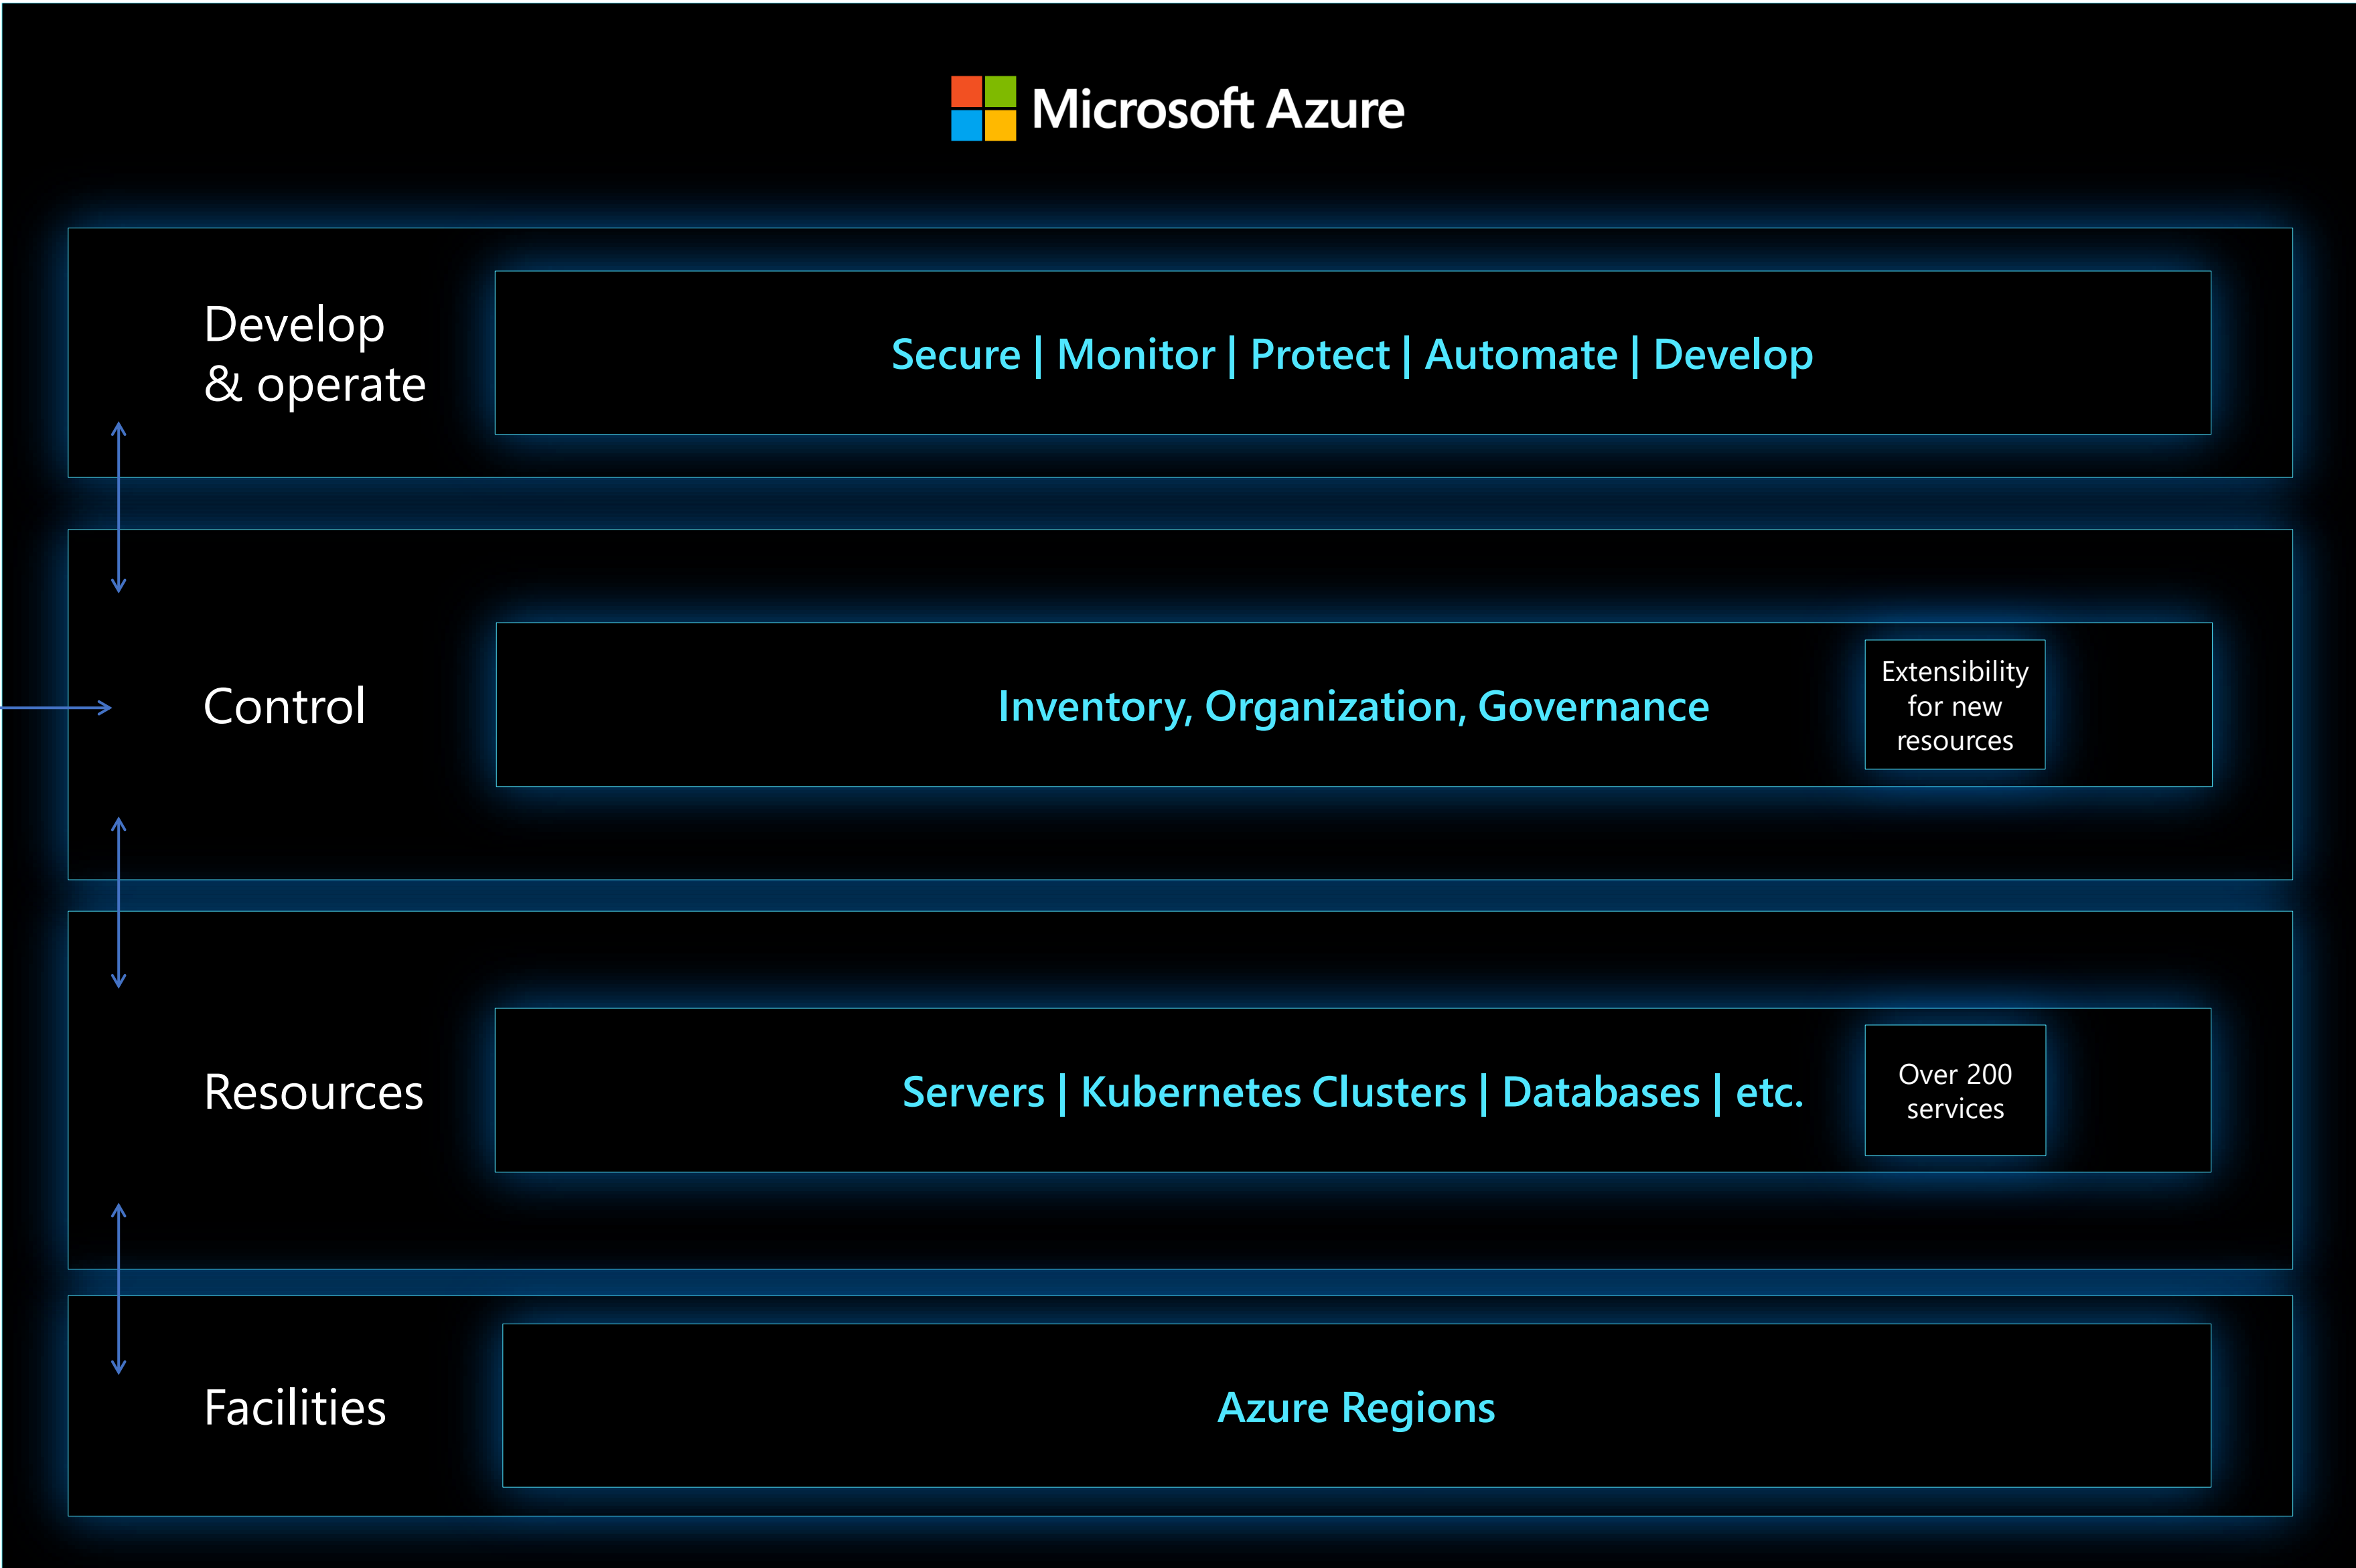 Microsoft Azure
Develop
& operate
Secure | Monitor | Protect | Automate | Develop
Control
Inventory, Organization, Governance
Extensibility
for new
resources
Resources
Servers | Kubernetes Clusters | Databases | etc.
Over 200
services
Facilities
Azure Regions